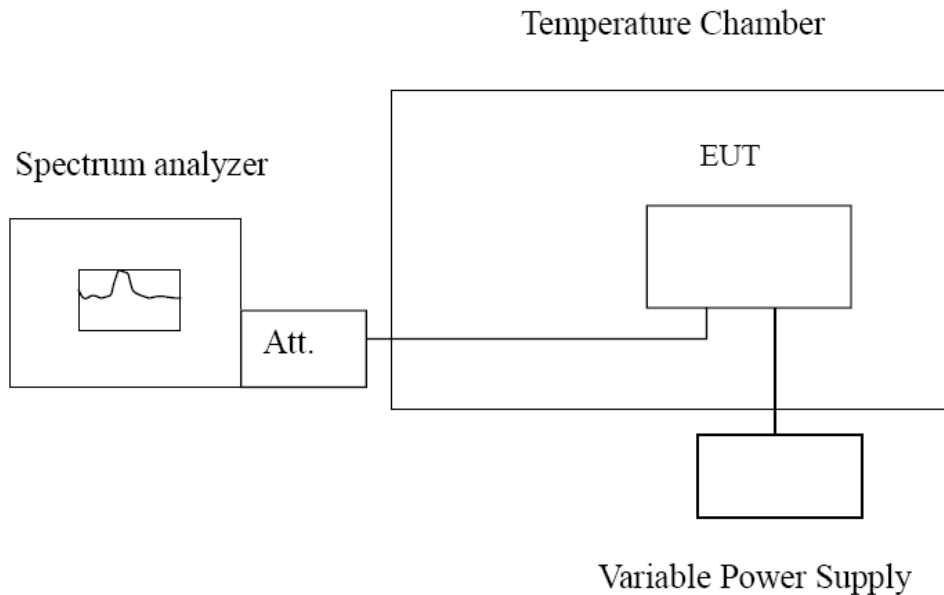 Temperature Chamber
EUT
Spectrum analyzer
Att.
Variable Power Supply